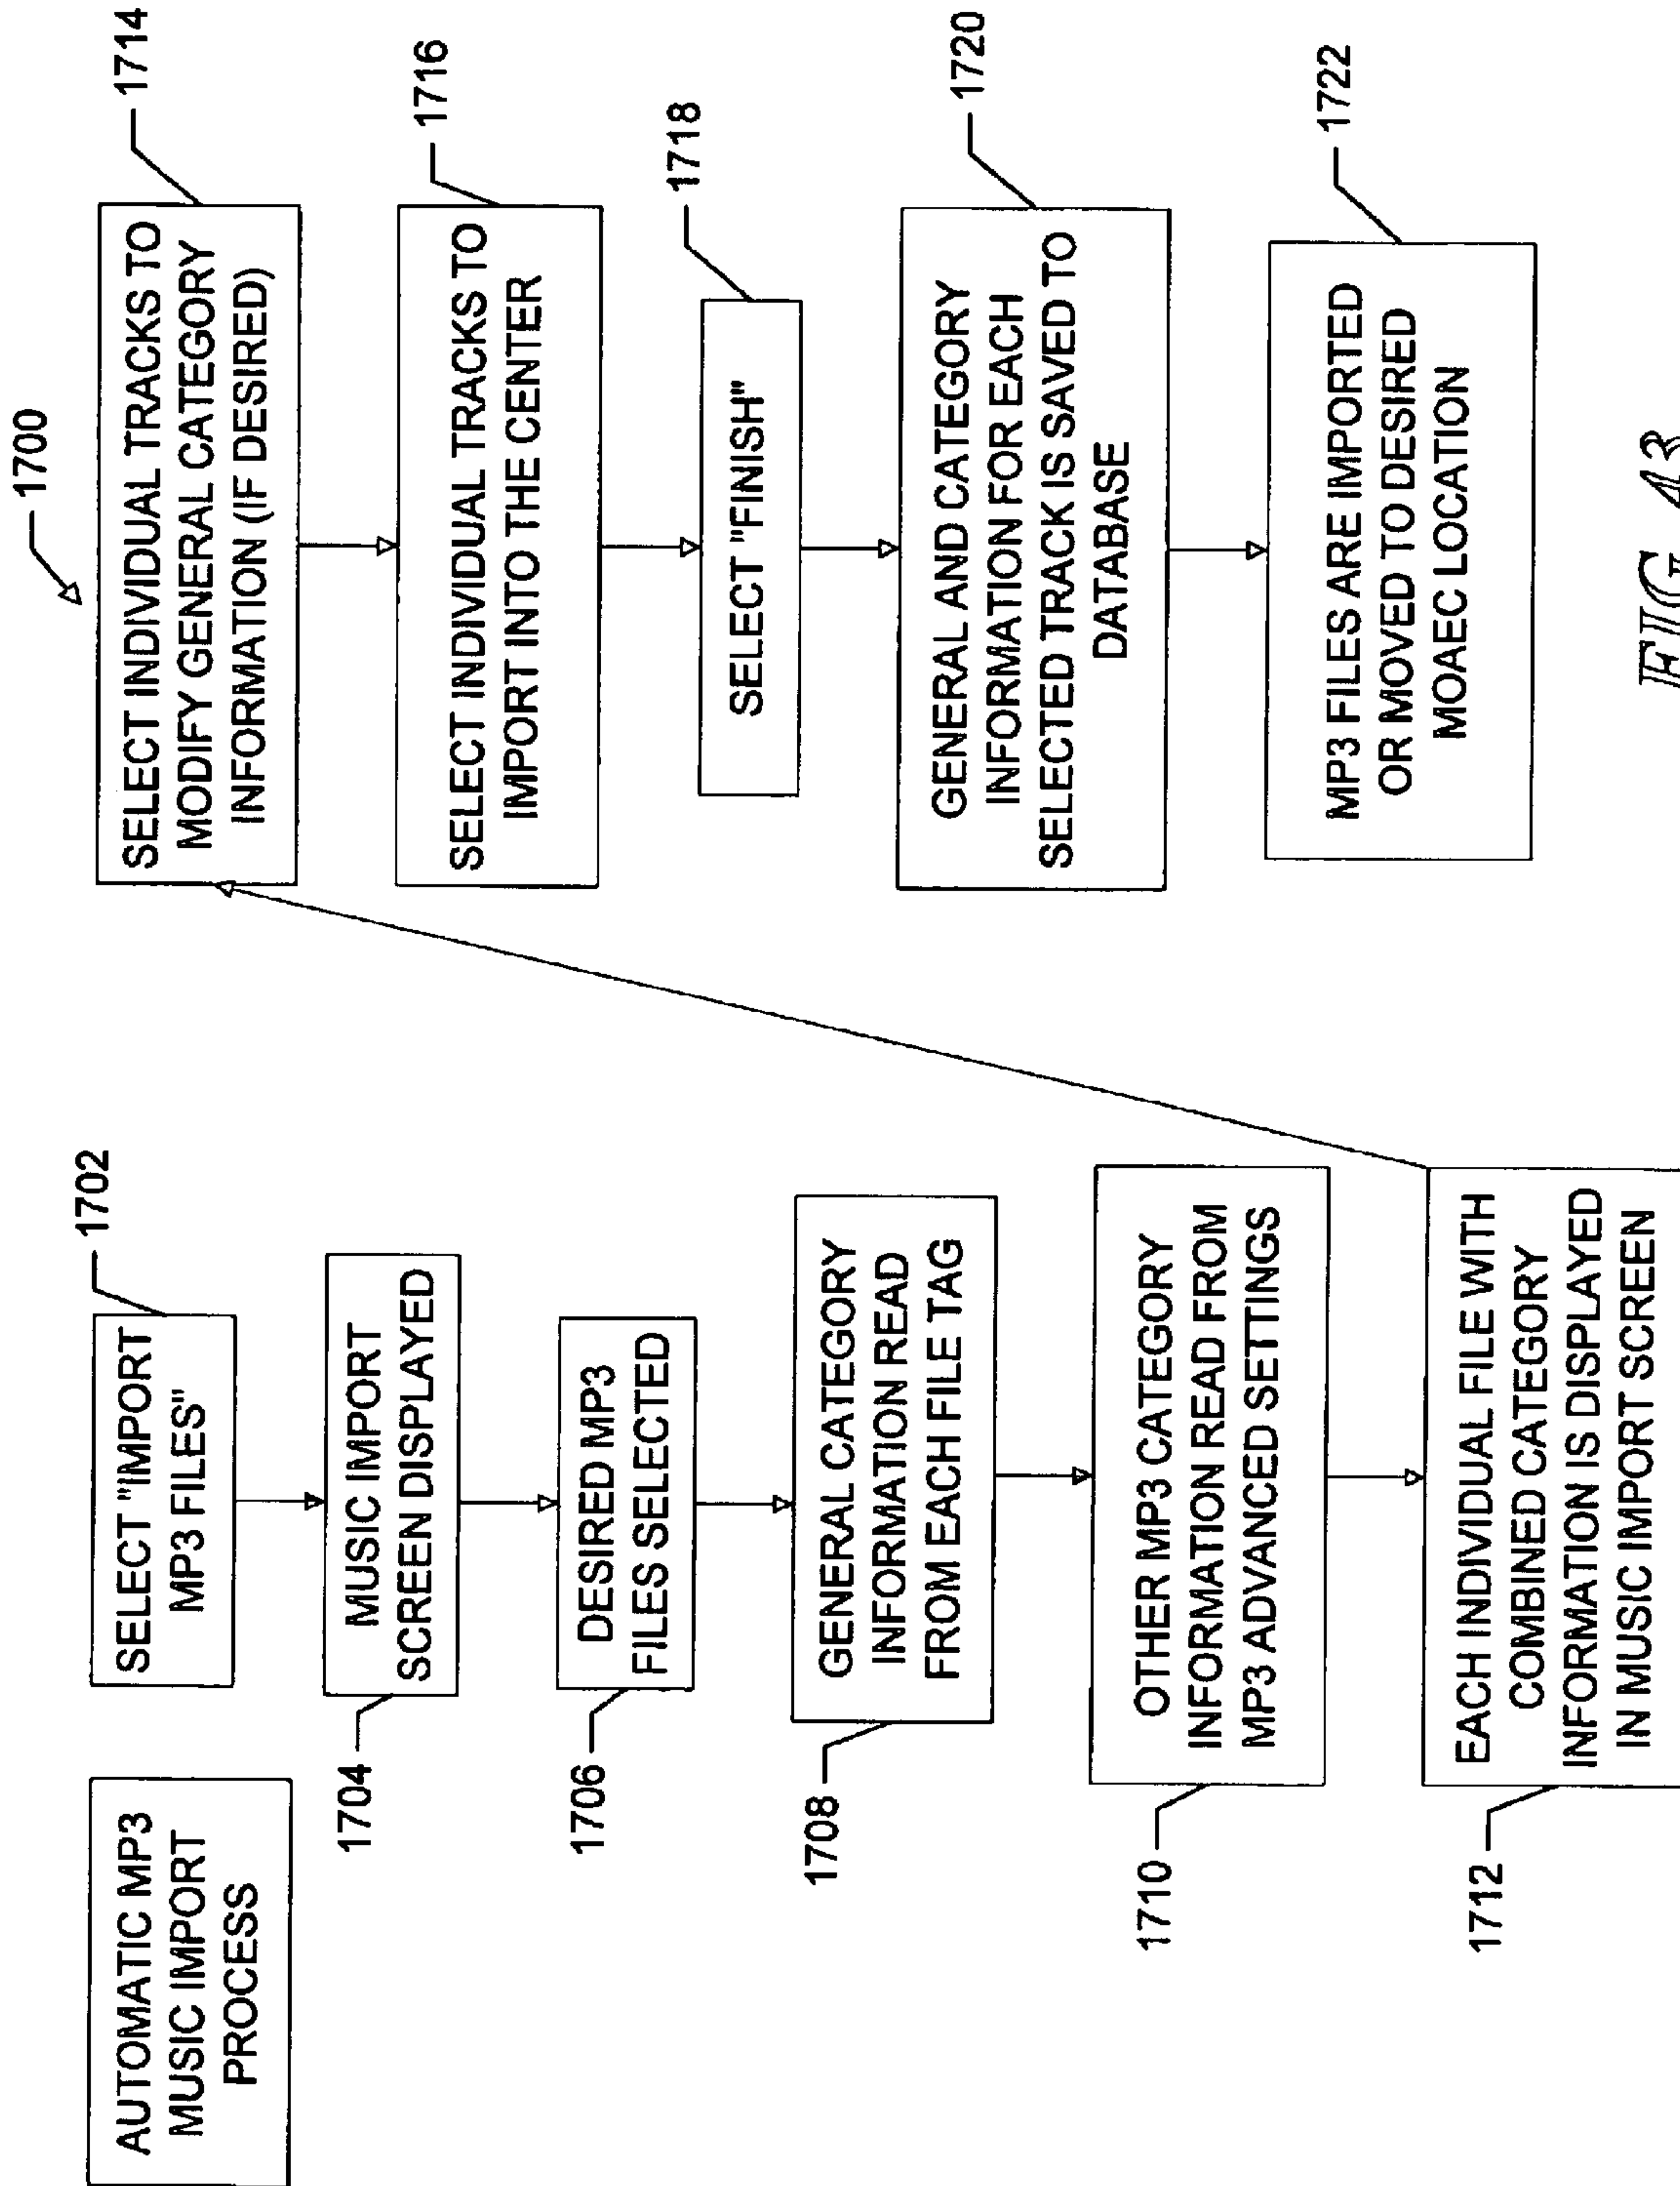 AUTOMATIC MP3
MUSIC IMPORT
PROCESS
1702
SELECT "IMPORT
MP3 FILES"
1704
MUSIC IMPORT
SCREEN DISPLAYED
1706
DESIRED MP3
FILES SELECTED
1708
GENERAL CATEGORY
INFORMATION READ
FROM EACH FILE TAG
1710
OTHER MP3 CATEGORY
INFORMATION READ FROM
MP3 ADVANCED SETTINGS
1712
EACH INDIVIDUAL FILE WITH
COMBINED CATEGORY
INFORMATION IS DISPLAYED
IN MUSIC IMPORT SCREEN
1700
1714
SELECT INDIVIDUAL TRACKS TO
MODIFY GENERAL CATEGORY
INFORMATION (IF DESIRED)
1716
SELECT INDIVIDUAL TRACKS TO
IMPORT INTO THE CENTER
1718
SELECT "FINISH"
1720
GENERAL AND CATEGORY
INFORMATION FOR EACH
SELECTED TRACK IS SAVED TO
DATABASE
1722
MP3 FILES ARE IMPORTED
OR MOVED TO DESIRED
MOAEC LOCATION
FIG. 43